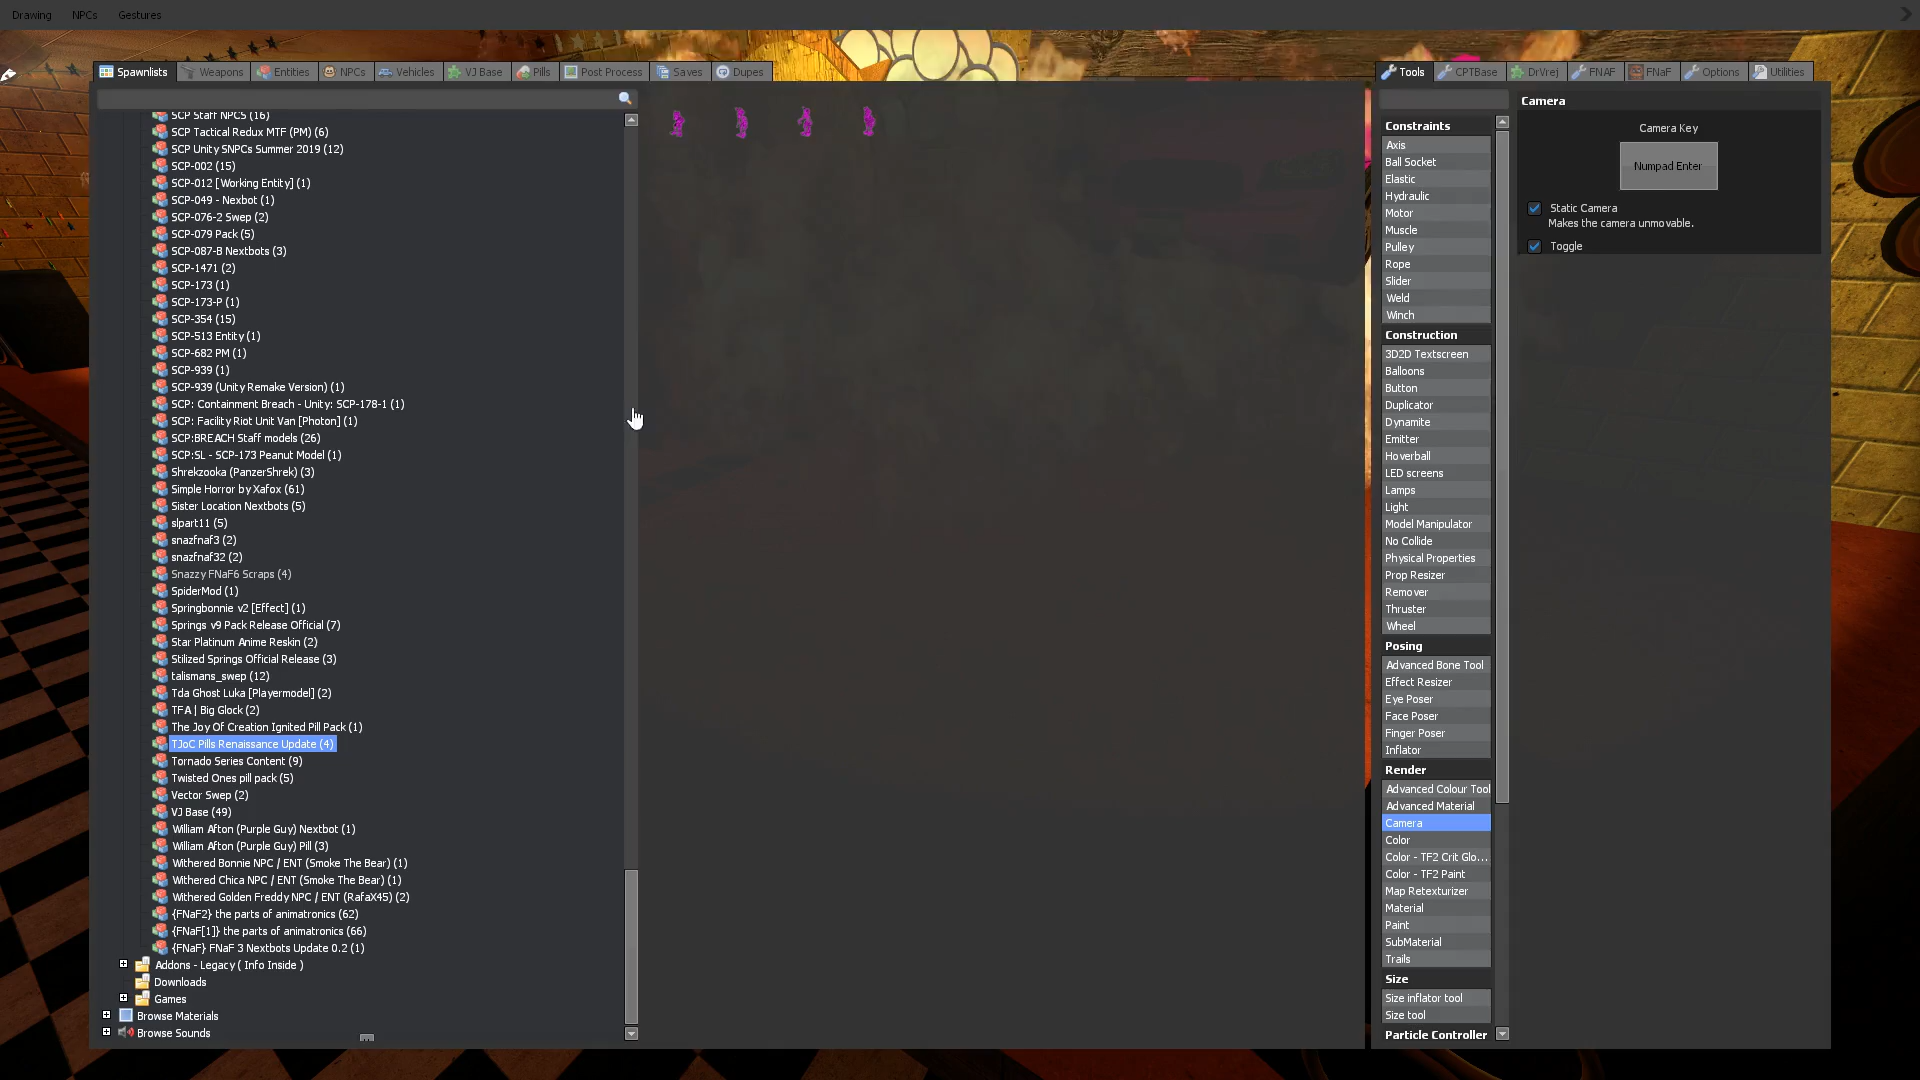 Drawing NPCs Gestures
Spawnlists Weapons Entities NPCs Vehicles VJ Base Pills Post Process Saves Dupes
SCP Staff NPCS (16)
SCP Tactical Redux MTF (PM) (6)
SCP Unity SNPCs Summer 2019 (12)
SCP-002 (15)
SCP-012 [Working Entity] (1)
SCP-049 - Nexbot (1)
SCP-076-2 Swep (2)
SCP-079 Pack (5)
SCP-087-B Nextbots (3)
SCP-1471 (2)
SCP-173 (1)
SCP-173-P (1)
SCP-354 (15)
SCP-513 Entity (1)
SCP-682 PM (1)
SCP-939 (1)
SCP-939 (Unity Remake Version) (1)
SCP: Containment Breach - Unity: SCP-178-1 (1)
SCP: Facility Riot Unit Van [Photon] (1)
SCP:BREACH Staff models (26)
SCP:SL - SCP-173 Peanut Model (1)
Shrekzooka (PanzerShrek) (3)
Simple Horror by Xafox (61)
Sister Location Nextbots (5)
slpart11 (5)
snazfnaf3 (2)
snazfnaf32 (2)
Snazzy FNaF6 Scraps (4)
SpiderMod (1)
Springbonnie v2 [Effect] (1)
Springs v9 Pack Release Official (7)
Star Platinum Anime Reskin (2)
Stilized Springs Official Release (3)
talismans_swep (12)
Tda Ghost Luka [Playermodel] (2)
TFA | Big Glock (2)
The Joy Of Creation Ignited Pill Pack (1)
TJoC Pills Renaissance Update (4)
Tornado Series Content (9)
Twisted Ones pill pack (5)
Vector Swep (2)
VJ Base (49)
William Afton (Purple Guy) Nextbot (1)
William Afton (Purple Guy) Pill (3)
Withered Bonnie NPC / ENT (Smoke The Bear) (1)
Withered Chica NPC / ENT (Smoke The Bear) (1)
Withered Golden Freddy NPC / ENT (RafaX45) (2)
{FNaF2} the parts of animatronics (62)
{FNaF[1]} the parts of animatronics (66)
{FNaF} FNaF 3 Nextbots Update 0.2 (1)
Addons - Legacy ( Info Inside )
Downloads
Games
Browse Materials
Browse Sounds
Tools CPTBase DrVrej FNAF FNaF Options Utilities
Constraints
Axis
Ball Socket
Elastic
Hydraulic
Motor
Muscle
Pulley
Rope
Slider
Weld
Winch
Construction
3D2D Textscreen
Balloons
Button
Duplicator
Dynamite
Emitter
Hoverball
LED screens
Lamps
Light
Model Manipulator
No Collide
Physical Properties
Prop Resizer
Remover
Thruster
Wheel
Posing
Advanced Bone Tool
Effect Resizer
Eye Poser
Face Poser
Finger Poser
Inflator
Render
Advanced Colour Tool
Advanced Material
Camera
Color
Color - TF2 Crit Glo...
Color - TF2 Paint
Map Retexturizer
Material
Paint
SubMaterial
Trails
Size
Size inflator tool
Size tool
Particle Controller
Camera
Camera Key
Numpad Enter
Static Camera
Makes the camera unmovable.
Toggle